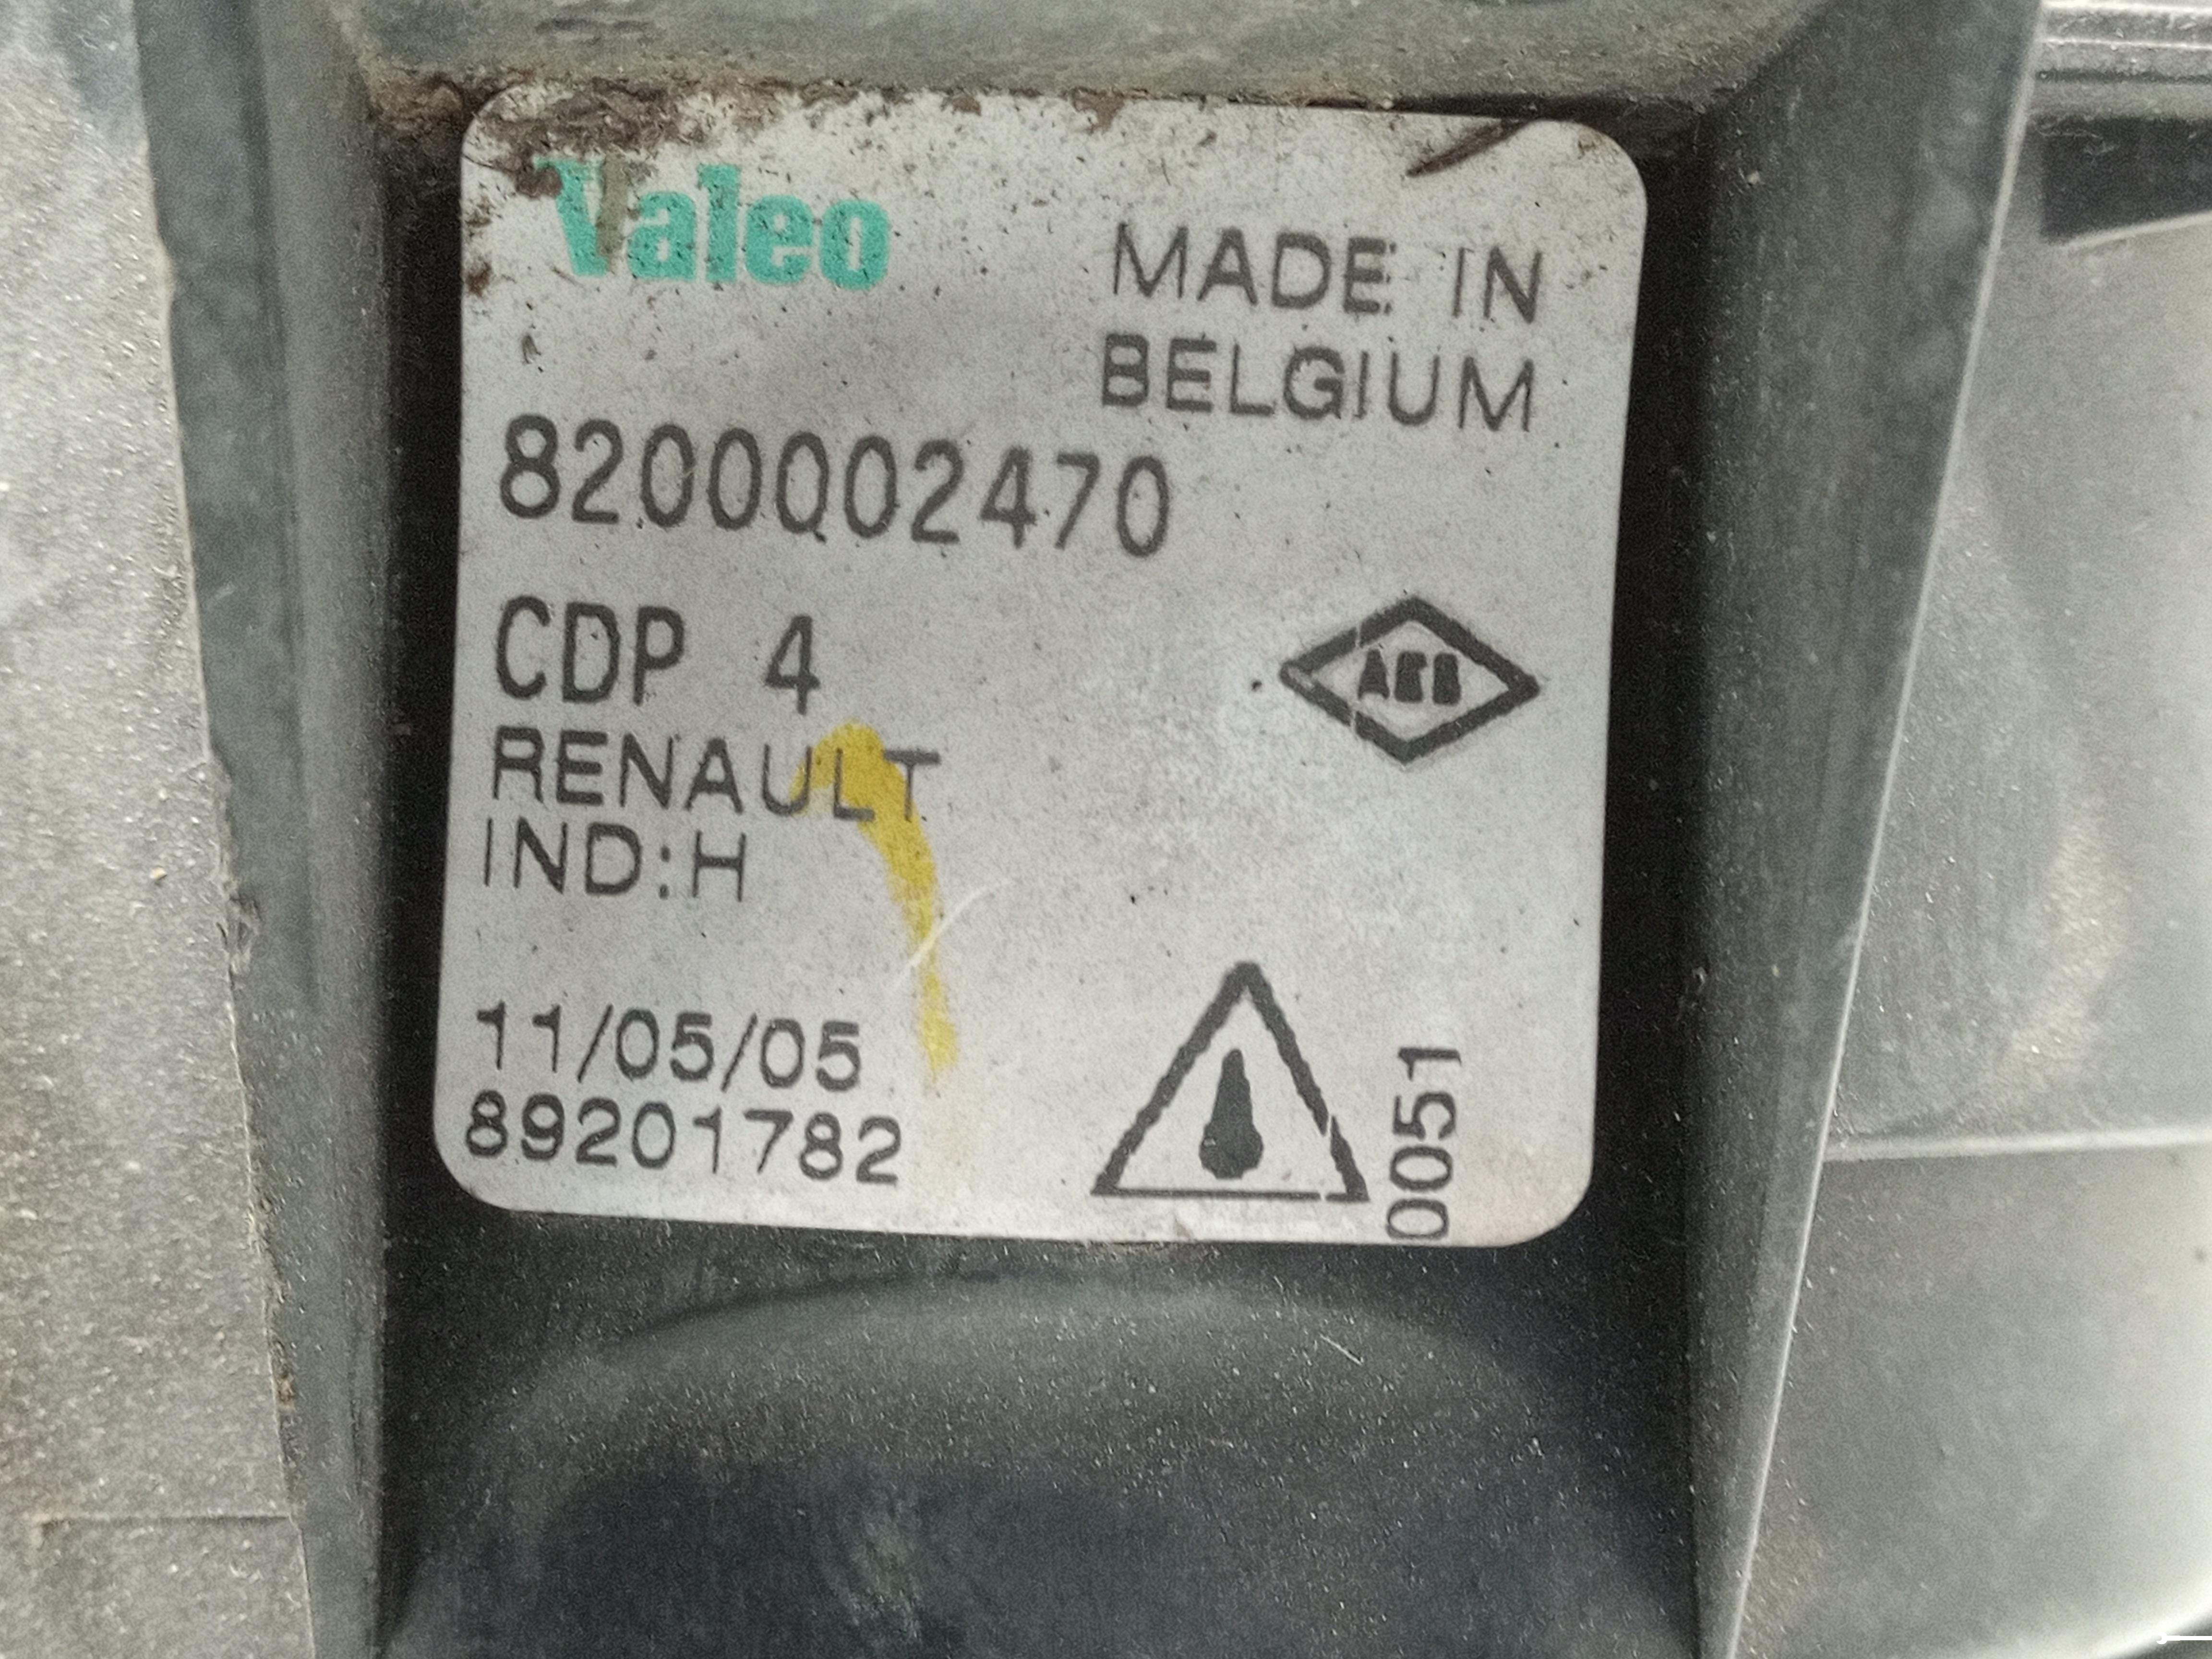 Valeo
MADE IN
BELGIUM
8200002470
CDP 4
RENAULT
IND:H
11/05/05
89201782
0051